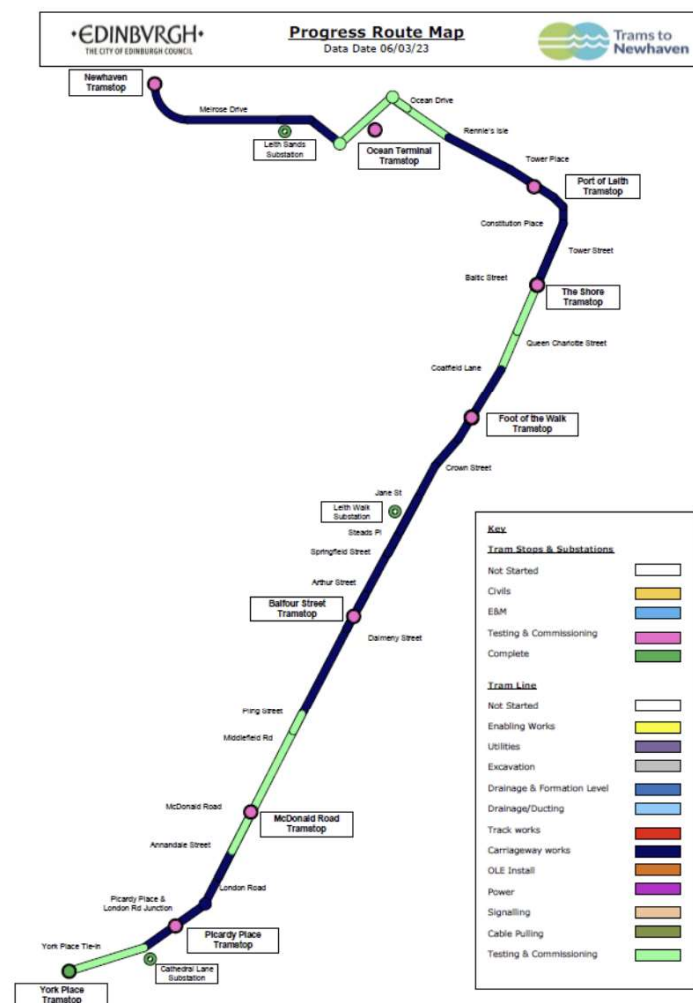 ·EDINBVRGH·
THE CITY OF EDINBURGH COUNCIL
Progress Route Map
Data Date 06/03/23
Trams to
Newhaven
Newhaven
Tramstop
Melrose Drive
Leith Sands
Substation
Ocean Drive
Ocean Terminal
Tramstop
Rennie's Isle
Tower Place
Port of Leith
Tramstop
Constitution Place
Tower Street
Baltic Street
The Shore
Tramstop
Queen Charlotte Street
Coatfield Lane
Foot of the Walk
Tramstop
Crown Street
Jane St
Leith Walk
Substation
Steads Pl
Springfield Street
Arthur Street
Balfour Street
Tramstop
Dalmeny Street
Pilrig Street
Middlefield Rd
McDonald Road
McDonald Road
Tramstop
Annandale Street
London Road
Picardy Place &
London Rd Junction
Picardy Place
Tramstop
York Place Tie-in
Cathedral Lane
Substation
York Place
Tramstop
Key
Tram Stops & Substations
Not Started
Civils
E&M
Testing & Commissioning
Complete
Tram Line
Not Started
Enabling Works
Utilities
Excavation
Drainage & Formation Level
Drainage/Ducting
Track works
Carriageway works
OLE Install
Power
Signalling
Cable Pulling
Testing & Commissioning